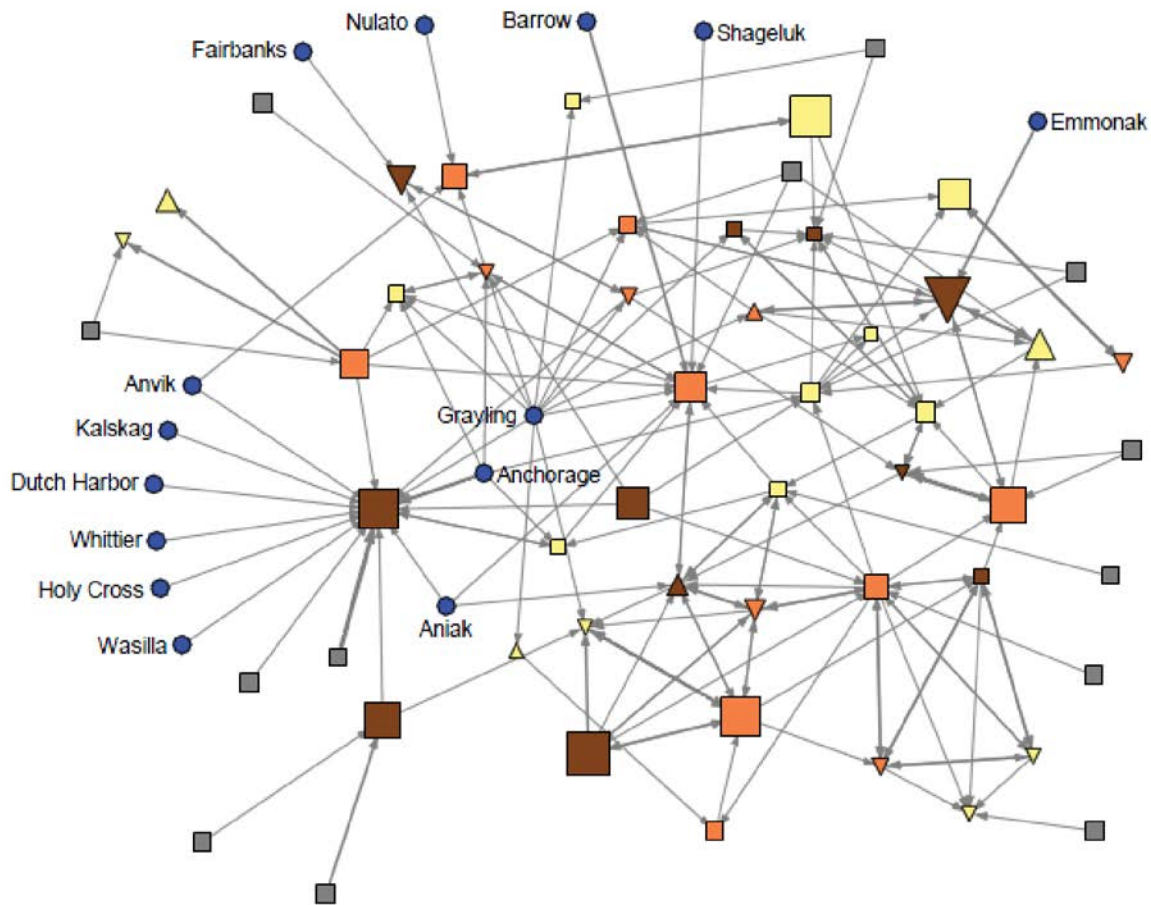 Barrow
Nulato
Shageluk
Fairbanks
Emmonak
Anvik
Grayling
Kalskag
Anchorage
Dutch Harbor
Whittier
Holy Cross
Aniak
Wasilla